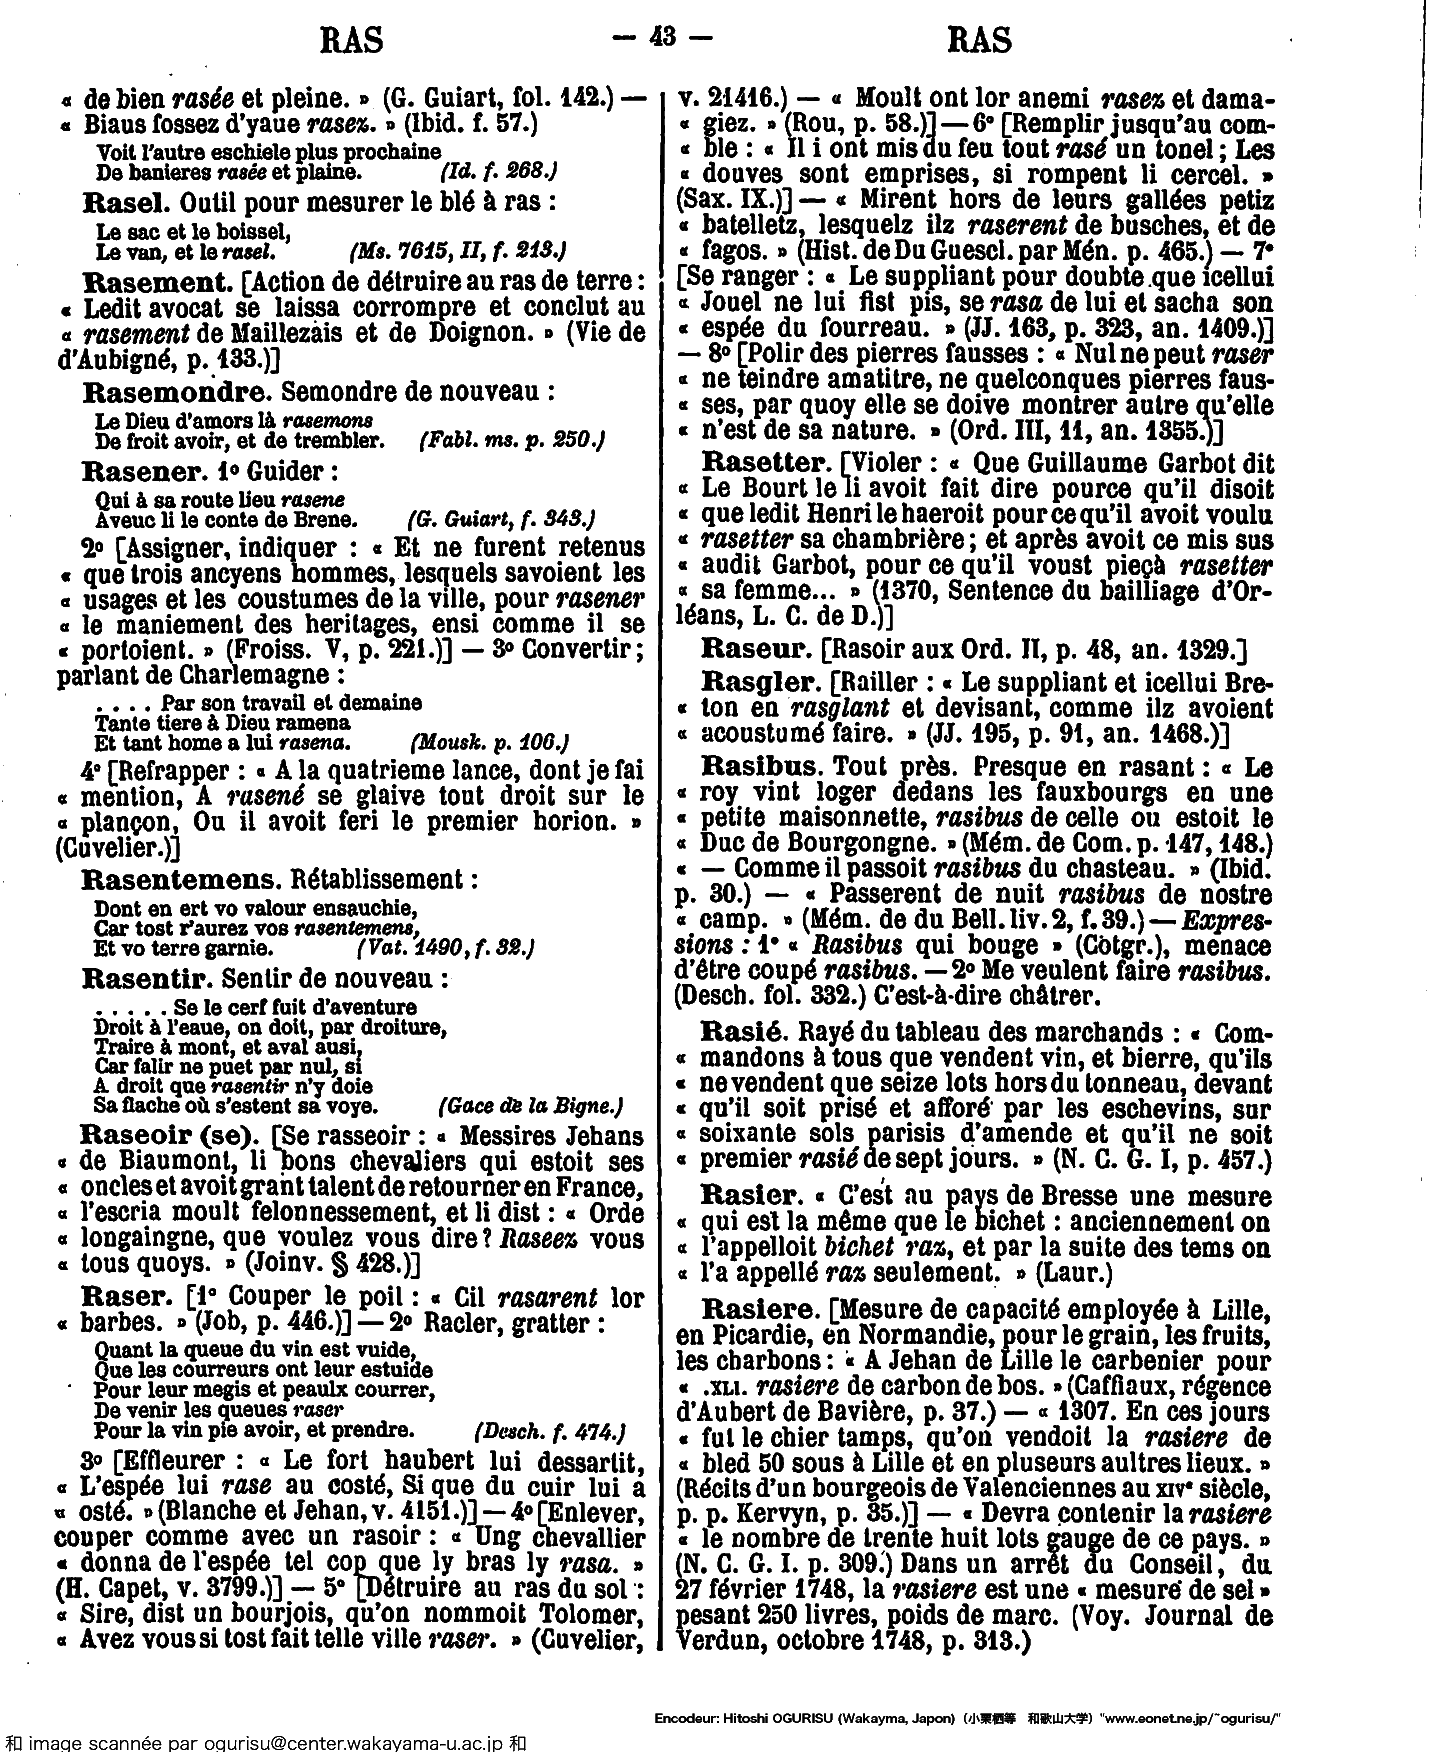 RAS — 43 — RAS
« de bien rasée et pleine. » (G. Guiart, fol. 142.) —
« Biaus fossez d'yaue rasez. » (Ibid. f. 57.)
Voit l'autre eschiele plus prochaine
De banieres rasée et plaine. (Id. f. 268.)
Rasel. Outil pour mesurer le blé à ras :
Le sac et le boissel,
Le van, et le rasel. (Ms. 7615, II, f. 213.)
Rasement. [Action de détruire au ras de terre :
« Ledit avocat se laissa corrompre et conclut au
« rasement de Maillezais et de Doignon. » (Vie de
d'Aubigné, p. 133.)]
Rasemondre. Semondre de nouveau :
Le Dieu d'amors là rasemons
De froit avoir, et de trembler. (Fabl. ms. p. 250.)
Rasener. 1º Guider :
Qui à sa route lieu rasene
Aveuc li le conte de Brene. (G. Guiart, f. 343.)
2º [Assigner, indiquer : « Et ne furent retenus
« que trois ancyens hommes, lesquels savoient les
« usages et les coustumes de la ville, pour rasener
« le maniement des heritages, ensi comme il se
« portoient. » (Froiss. V, p. 221.)] — 3º Convertir ;
parlant de Charlemagne :
. . . . Par son travail et demaine
Tante tiere à Dieu ramena
Et tant home a lui rasena. (Mousk. p. 106.)
4º [Refrapper : « A la quatrieme lance, dont je fai
« mention, A rasené se glaive tout droit sur le
« plançon, Ou il avoit feri le premier horion. »
(Cuvelier.)]
Rasentemens. Rétablissement :
Dont en ert vo valour ensauchie,
Car tost r'aurez vos rasentemens,
Et vo terre garnie. (Vat. 1490, f. 32.)
Rasentir. Sentir de nouveau :
. . . . . Se le cerf fuit d'aventure
Droit à l'eaue, on doit, par droiture,
Traire à mont, et aval ausi,
Car falir ne puet par nul, si
A droit que rasentir n'y doie
Sa flache où s'estent sa voye. (Gace de la Bigne.)
Raseoir (se). [Se rasseoir : « Messires Jehans
« de Biaumont, li bons chevaliers qui estoit ses
« oncles et avoit grant talent de retourner en France,
« l'escria moult felonnessement, et li dist : « Orde
« longaingne, que voulez vous dire ? Raseez vous
« tous quoys. » (Joinv. § 428.)]
Raser. [1º Couper le poil : « Cil rasarent lor
« barbes. » (Job, p. 446.)] — 2º Racler, gratter :
Quant la queue du vin est vuide,
Que les courreurs ont leur estuide
Pour leur megis et peaulx courrer,
De venir les queues raser
Pour la vin pie avoir, et prendre. (Desch. f. 474.)
3º [Effleurer : « Le fort haubert lui dessartit,
« L'espée lui rase au costé, Si que du cuir lui a
« osté. » (Blanche et Jehan, v. 4151.)] — 4º [Enlever,
couper comme avec un rasoir : « Ung chevallier
« donna de l'espée tel cop que ly bras ly rasa. »
(H. Capet, v. 3799.)] — 5º [Détruire au ras du sol :
« Sire, dist un bourjois, qu'on nommoit Tolomer,
« Avez vous si tost fait telle ville raser. » (Cuvelier,
v. 21416.) — « Moult ont lor anemi rasez et dama-
« giez. » (Rou, p. 58.)] — 6º [Remplir jusqu'au com-
« ble : « Il i ont mis du feu tout rasé un tonel ; Les
« douves sont emprises, si rompent li cercel. »
(Sax. IX.)] — « Mirent hors de leurs gallées petiz
« batelletz, lesquelz ilz raserent de busches, et de
« fagos. » (Hist. de Du Guescl. par Mén. p. 465.) — 7º
[Se ranger : « Le suppliant pour doubte que icellui
« Jouel ne lui fist pis, se rasa de lui et sacha son
« espée du fourreau. » (JJ. 163, p. 323, an. 1409.)]
— 8º [Polir des pierres fausses : « Nul ne peut raser
« ne teindre amatitre, ne quelconques pierres faus-
« ses, par quoy elle se doive montrer autre qu'elle
« n'est de sa nature. » (Ord. III, 11, an. 1355.)]
Rasetter. [Violer : « Que Guillaume Garbot dit
« Le Bourt le li avoit fait dire pource qu'il disoit
« que ledit Henri le haeroit pour ce qu'il avoit voulu
« rasetter sa chambrière ; et après avoit ce mis sus
« audit Garbot, pour ce qu'il voust pieçà rasetter
« sa femme... » (1370, Sentence du bailliage d'Or-
léans, L. C. de D.)]
Raseur. [Rasoir aux Ord. II, p. 48, an. 1329.]
Rasgler. [Railler : « Le suppliant et icellui Bre-
« ton en rasglant et devisant, comme ilz avoient
« acoustumé faire. » (JJ. 195, p. 91, an. 1468.)]
Rasibus. Tout près. Presque en rasant : « Le
« roy vint loger dedans les fauxbourgs en une
« petite maisonnette, rasibus de celle ou estoit le
« Duc de Bourgongne. » (Mém. de Com. p. 147, 148.)
« — Comme il passoit rasibus du chasteau. » (Ibid.
p. 30.) — « Passerent de nuit rasibus de nostre
« camp. » (Mém. de du Bell. liv. 2, f. 39.) — Expres-
sions : 1º « Rasibus qui bouge » (Cotgr.), menace
d'être coupé rasibus. — 2º Me veulent faire rasibus.
(Desch. fol. 332.) C'est-à-dire châtrer.
Rasié. Rayé du tableau des marchands : « Com-
« mandons à tous que vendent vin, et bierre, qu'ils
« ne vendent que seize lots hors du tonneau, devant
« qu'il soit prisé et afforé par les eschevins, sur
« soixante sols parisis d'amende et qu'il ne soit
« premier rasié de sept jours. » (N. C. G. I, p. 457.)
Rasier. « C'est au pays de Bresse une mesure
« qui est la même que le bichet : anciennement on
« l'appelloit bichet raz, et par la suite des tems on
« l'a appellé raz seulement. » (Laur.)
Rasiere. [Mesure de capacité employée à Lille,
en Picardie, en Normandie, pour le grain, les fruits,
les charbons : « A Jehan de Lille le carbenier pour
« .XLI. rasiere de carbon de bos. » (Caffiaux, régence
d'Aubert de Bavière, p. 37.) — « 1307. En ces jours
« fut le chier tamps, qu'on vendoit la rasiere de
« bled 50 sous à Lille et en pluseurs aultres lieux. »
(Récits d'un bourgeois de Valenciennes au XIVe siècle,
p. p. Kervyn, p. 35.)] — « Devra contenir la rasiere
« le nombre de trente huit lots gauge de ce pays. »
(N. C. G. I. p. 309.) Dans un arrêt du Conseil, du
27 février 1748, la rasiere est une « mesure de sel »
pesant 250 livres, poids de marc. (Voy. Journal de
Verdun, octobre 1748, p. 313.)
Encodeur: Hitoshi OGURISU (Wakayma, Japon) (小栗栖等 和歌山大学) "www.eonet.ne.jp/~ogurisu/"
和 image scannée par ogurisu@center.wakayama-u.ac.jp 和